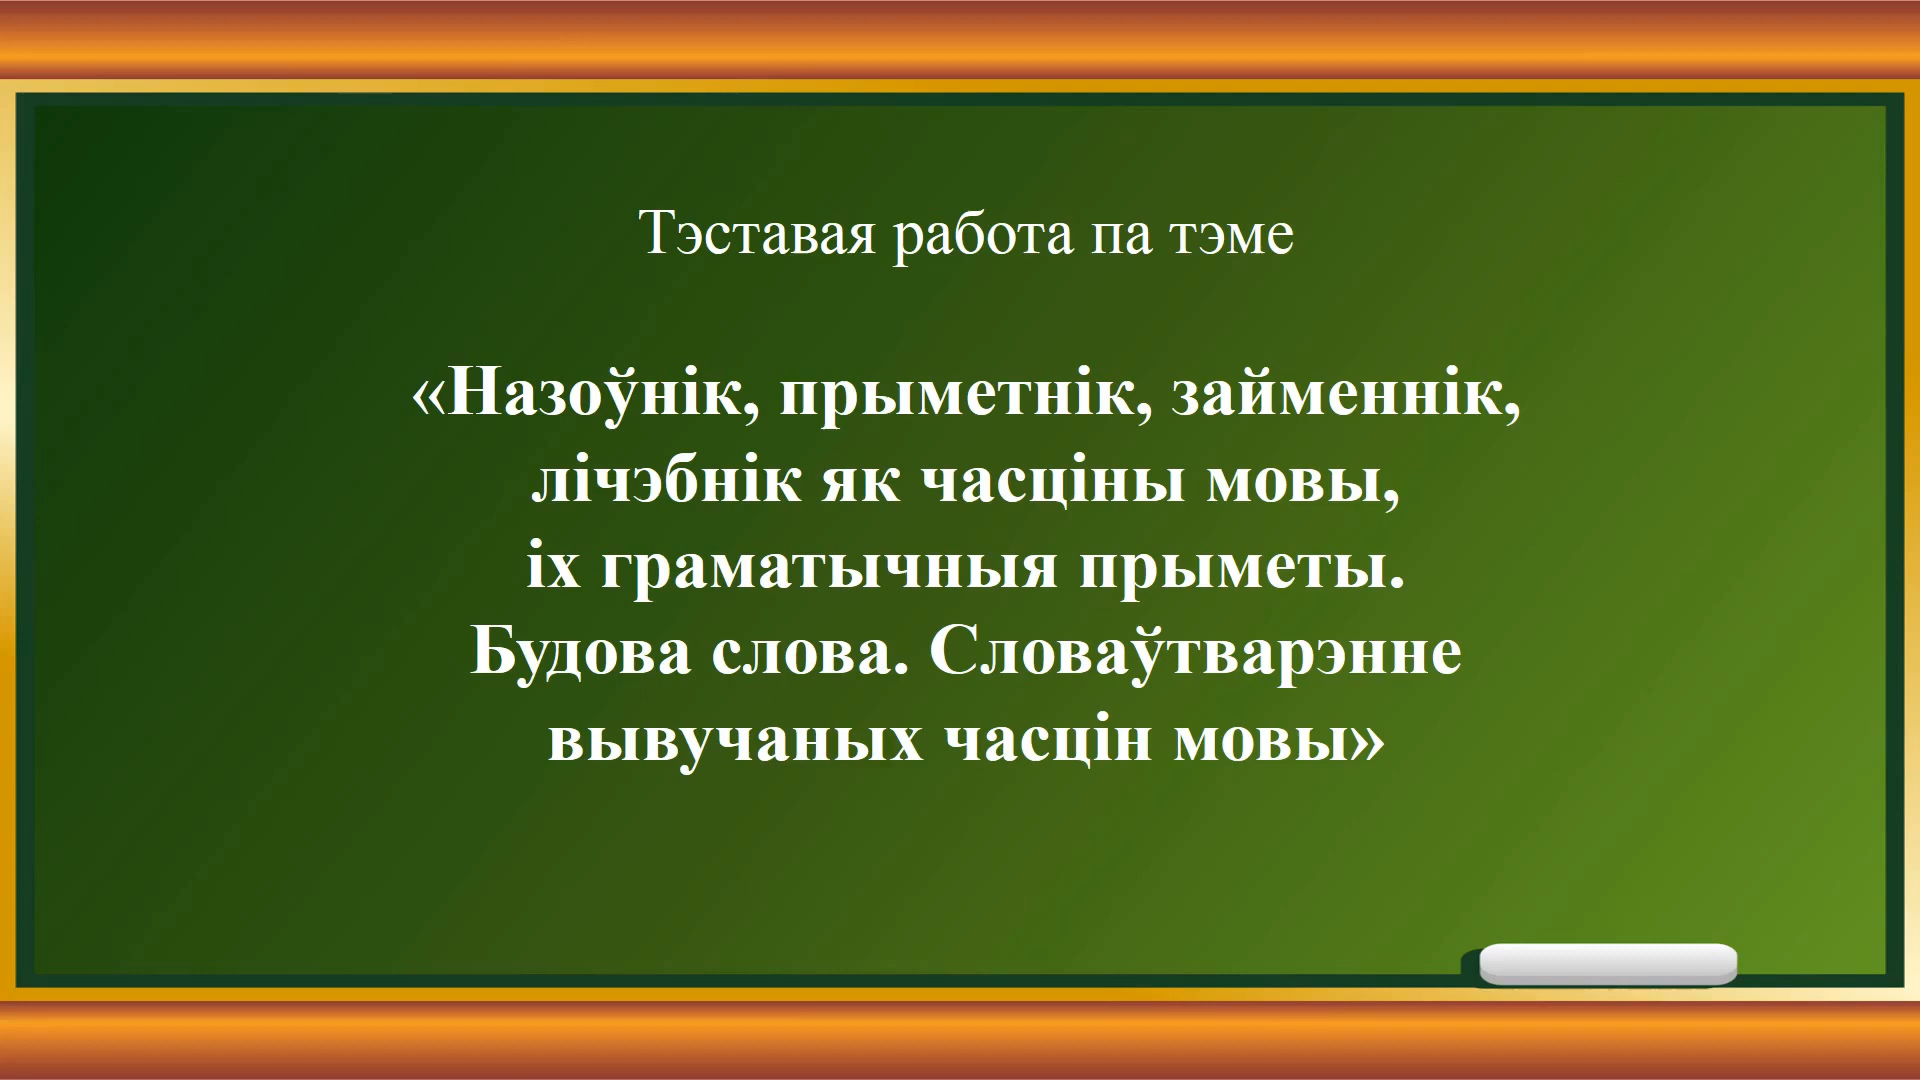 Тэставая работа па тэме
«Назоўнік, прыметнік, займеннік,
лічэбнік як часціны мовы,
іх граматычныя прыметы.
Будова слова. Словаўтварэнне
вывучаных часцін мовы»